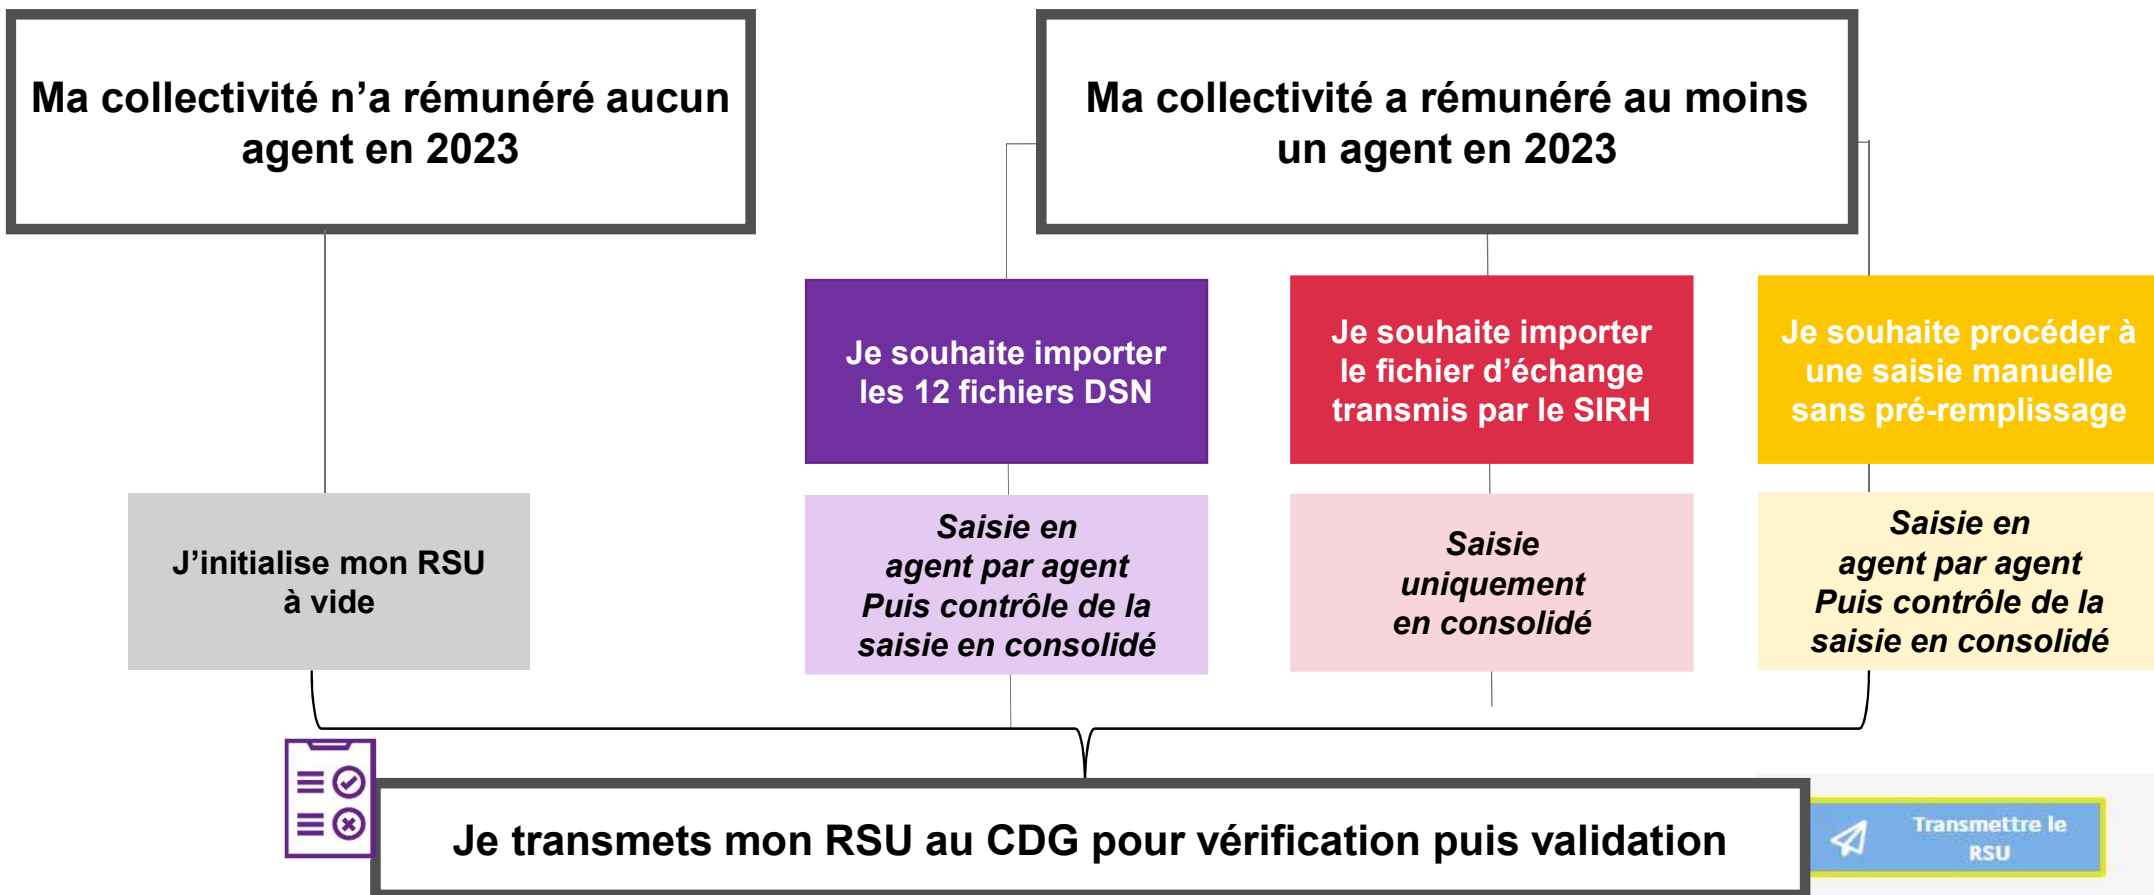 Ma collectivité n’a rémunéré aucun
agent en 2023
Ma collectivité a rémunéré au moins
un agent en 2023
Je souhaite importer
les 12 fichiers DSN
Je souhaite importer
le fichier d’échange
transmis par le SIRH
Je souhaite procéder à
une saisie manuelle
sans pré-remplissage
J’initialise mon RSU
à vide
Saisie en
agent par agent
Puis contrôle de la
saisie en consolidé
Saisie
uniquement
en consolidé
Saisie en
agent par agent
Puis contrôle de la
saisie en consolidé
Je transmets mon RSU au CDG pour vérification puis validation
Transmettre le
RSU